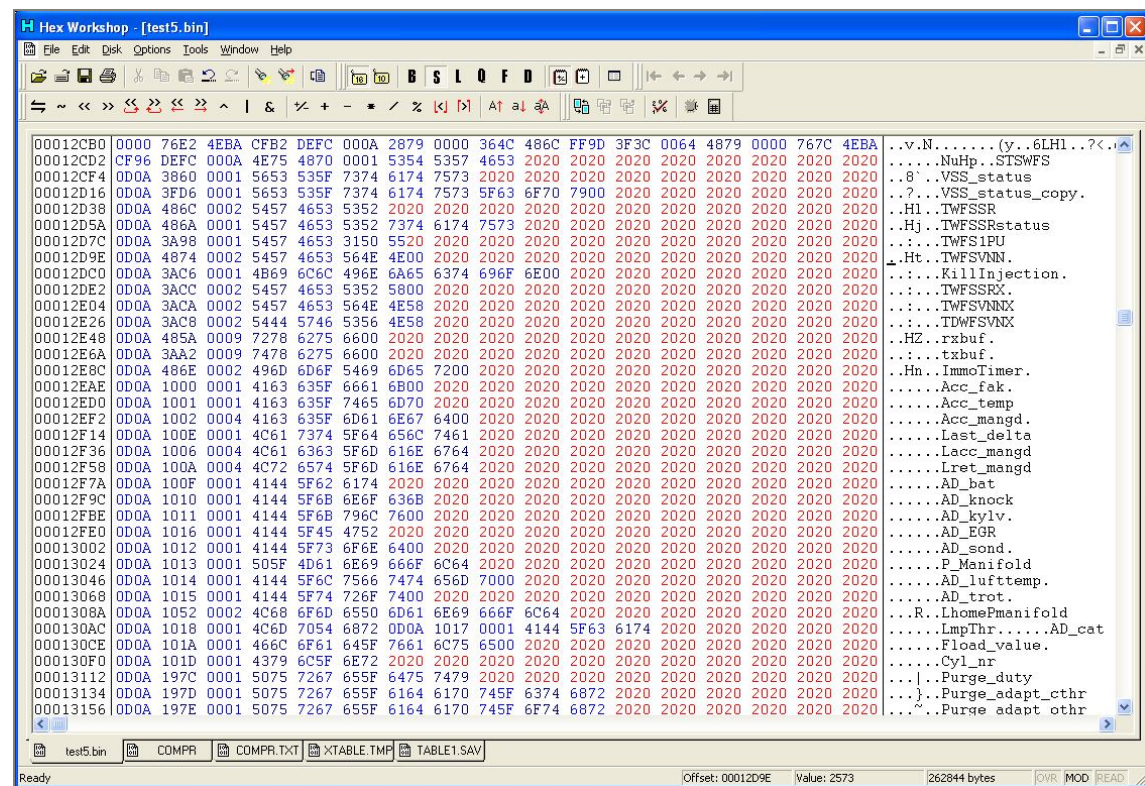 Hex Workshop - [test5.bin]
File Edit Disk Options Tools Window Help
B S L Q F D
00012CB0 0000 76E2 4EBA CFB2 DEFC 000A 2879 0000 364C 486C FF9D 3F3C 0064 4879 0000 767C 4EBA ..v.N.......(y..6LHl..?<.
00012CD2 CF96 DEFC 000A 4E75 4870 0001 5354 5357 4653 2020 2020 2020 2020 2020 2020 2020 2020 ......NuHp..STSWFS
00012CF4 0D0A 3860 0001 5653 535F 7374 6174 7573 2020 2020 2020 2020 2020 2020 2020 2020 2020 ..8`..VSS_status
00012D16 0D0A 3FD6 0001 5653 535F 7374 6174 7573 5F63 6F70 7900 2020 2020 2020 2020 2020 2020 ..?...VSS_status_copy.
00012D38 0D0A 486C 0002 5457 4653 5352 2020 2020 2020 2020 2020 2020 2020 2020 2020 2020 2020 ..Hl..TWFSSR
00012D5A 0D0A 486A 0001 5457 4653 5352 7374 6174 7573 2020 2020 2020 2020 2020 2020 2020 2020 ..Hj..TWFSSRstatus
00012D7C 0D0A 3A98 0001 5457 4653 3150 5520 2020 2020 2020 2020 2020 2020 2020 2020 2020 2020 ..:...TWFS1PU
00012D9E 0D0A 4874 0002 5457 4653 564E 4E00 2020 2020 2020 2020 2020 2020 2020 2020 2020 2020 ..Ht..TWFSVNN.
00012DC0 0D0A 3AC6 0001 4B69 6C6C 496E 6A65 6374 696F 6E00 2020 2020 2020 2020 2020 2020 2020 ..:...KillInjection.
00012DE2 0D0A 3ACC 0002 5457 4653 5352 5800 2020 2020 2020 2020 2020 2020 2020 2020 2020 2020 ..:...TWFSSRX.
00012E04 0D0A 3ACA 0002 5457 4653 564E 4E58 2020 2020 2020 2020 2020 2020 2020 2020 2020 2020 ..:...TWFSVNNX
00012E26 0D0A 3AC8 0002 5444 5746 5356 4E58 2020 2020 2020 2020 2020 2020 2020 2020 2020 2020 ..:...TDWFSVNX
00012E48 0D0A 485A 0009 7278 6275 6600 2020 2020 2020 2020 2020 2020 2020 2020 2020 2020 2020 ..HZ..rxbuf.
00012E6A 0D0A 3AA2 0009 7478 6275 6600 2020 2020 2020 2020 2020 2020 2020 2020 2020 2020 2020 ..:...txbuf.
00012E8C 0D0A 486E 0002 496D 6D6F 5469 6D65 7200 2020 2020 2020 2020 2020 2020 2020 2020 2020 ..Hn..ImmoTimer.
00012EAE 0D0A 1000 0001 4163 635F 6661 6B00 2020 2020 2020 2020 2020 2020 2020 2020 2020 2020 ......Acc_fak.
00012ED0 0D0A 1001 0001 4163 635F 7465 6D70 2020 2020 2020 2020 2020 2020 2020 2020 2020 2020 ......Acc_temp
00012EF2 0D0A 1002 0004 4163 635F 6D61 6E67 6400 2020 2020 2020 2020 2020 2020 2020 2020 2020 ......Acc_mangd.
00012F14 0D0A 100E 0001 4C61 7374 5F64 656C 7461 2020 2020 2020 2020 2020 2020 2020 2020 2020 ......Last_delta
00012F36 0D0A 1006 0004 4C61 6363 5F6D 616E 6764 2020 2020 2020 2020 2020 2020 2020 2020 2020 ......Lacc_mangd
00012F58 0D0A 100A 0004 4C72 6574 5F6D 616E 6764 2020 2020 2020 2020 2020 2020 2020 2020 2020 ......Lret_mangd
00012F7A 0D0A 100F 0001 4144 5F62 6174 2020 2020 2020 2020 2020 2020 2020 2020 2020 2020 2020 ......AD_bat
00012F9C 0D0A 1010 0001 4144 5F6B 6E6F 636B 2020 2020 2020 2020 2020 2020 2020 2020 2020 2020 ......AD_knock
00012FBE 0D0A 1011 0001 4144 5F6B 796C 7600 2020 2020 2020 2020 2020 2020 2020 2020 2020 2020 ......AD_kylv.
00012FE0 0D0A 1016 0001 4144 5F45 4752 2020 2020 2020 2020 2020 2020 2020 2020 2020 2020 2020 ......AD_EGR
00013002 0D0A 1012 0001 4144 5F73 6F6E 6400 2020 2020 2020 2020 2020 2020 2020 2020 2020 2020 ......AD_sond.
00013024 0D0A 1013 0001 505F 4D61 6E69 666F 6C64 2020 2020 2020 2020 2020 2020 2020 2020 2020 ......P_Manifold
00013046 0D0A 1014 0001 4144 5F6C 7566 7474 656D 7000 2020 2020 2020 2020 2020 2020 2020 2020 ......AD_lufttemp.
00013068 0D0A 1015 0001 4144 5F74 726F 7400 2020 2020 2020 2020 2020 2020 2020 2020 2020 2020 ......AD_trot.
0001308A 0D0A 1052 0002 4C68 6F6D 6550 6D61 6E69 666F 6C64 2020 2020 2020 2020 2020 2020 2020 ...R..LhomePmanifold
000130AC 0D0A 1018 0001 4C6D 7054 6872 0D0A 1017 0001 4144 5F63 6174 2020 2020 2020 2020 2020 ......LmpThr......AD_cat
000130CE 0D0A 101A 0001 466C 6F61 645F 7661 6C75 6500 2020 2020 2020 2020 2020 2020 2020 2020 ......Fload_value.
000130F0 0D0A 101D 0001 4379 6C5F 6E72 2020 2020 2020 2020 2020 2020 2020 2020 2020 2020 2020 ......Cyl_nr
00013112 0D0A 197C 0001 5075 7267 655F 6475 7479 2020 2020 2020 2020 2020 2020 2020 2020 2020 ...|..Purge_duty
00013134 0D0A 197D 0001 5075 7267 655F 6164 6170 745F 6374 6872 2020 2020 2020 2020 2020 2020 ...}..Purge_adapt_cthr
00013156 0D0A 197E 0001 5075 7267 655F 6164 6170 745F 6F74 6872 2020 2020 2020 2020 2020 2020 ...~..Purge_adapt_othr
test5.bin COMPR COMPR.TXT XTABLE.TMP TABLE1.SAV
Ready Offset: 00012D9E Value: 2573 262844 bytes OVR MOD READ